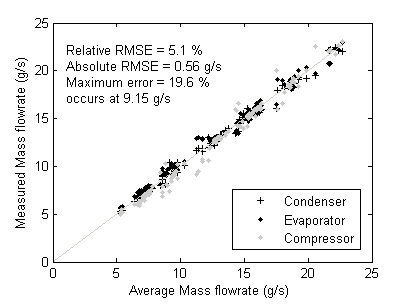 25
20
15
10
5
0
Measured Mass flowrate (g/s)
Relative RMSE = 5.1 %
Absolute RMSE = 0.56 g/s
Maximum error = 19.6 %
occurs at 9.15 g/s
Condenser
Evaporator
Compressor
0 5 10 15 20 25
Average Mass flowrate (g/s)